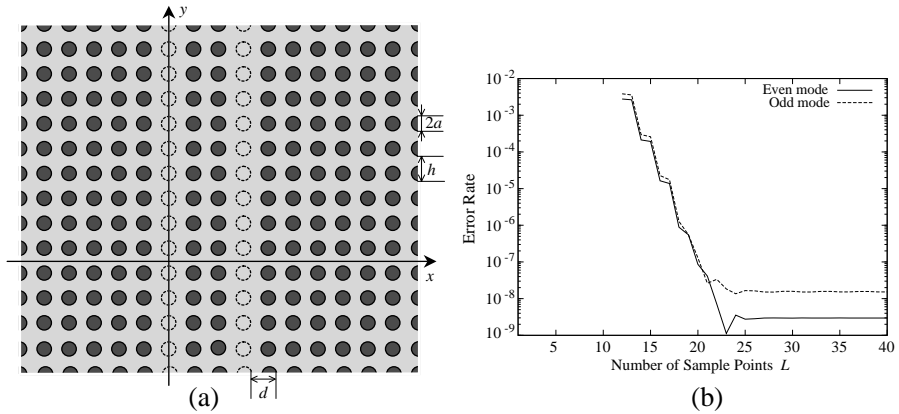 y
2a
h
x
d
(a)
10^-2
10^-3
10^-4
10^-5
10^-6
10^-7
10^-8
10^-9
Error Rate
Even mode
Odd mode
5 10 15 20 25 30 35 40
Number of Sample Points L
(b)